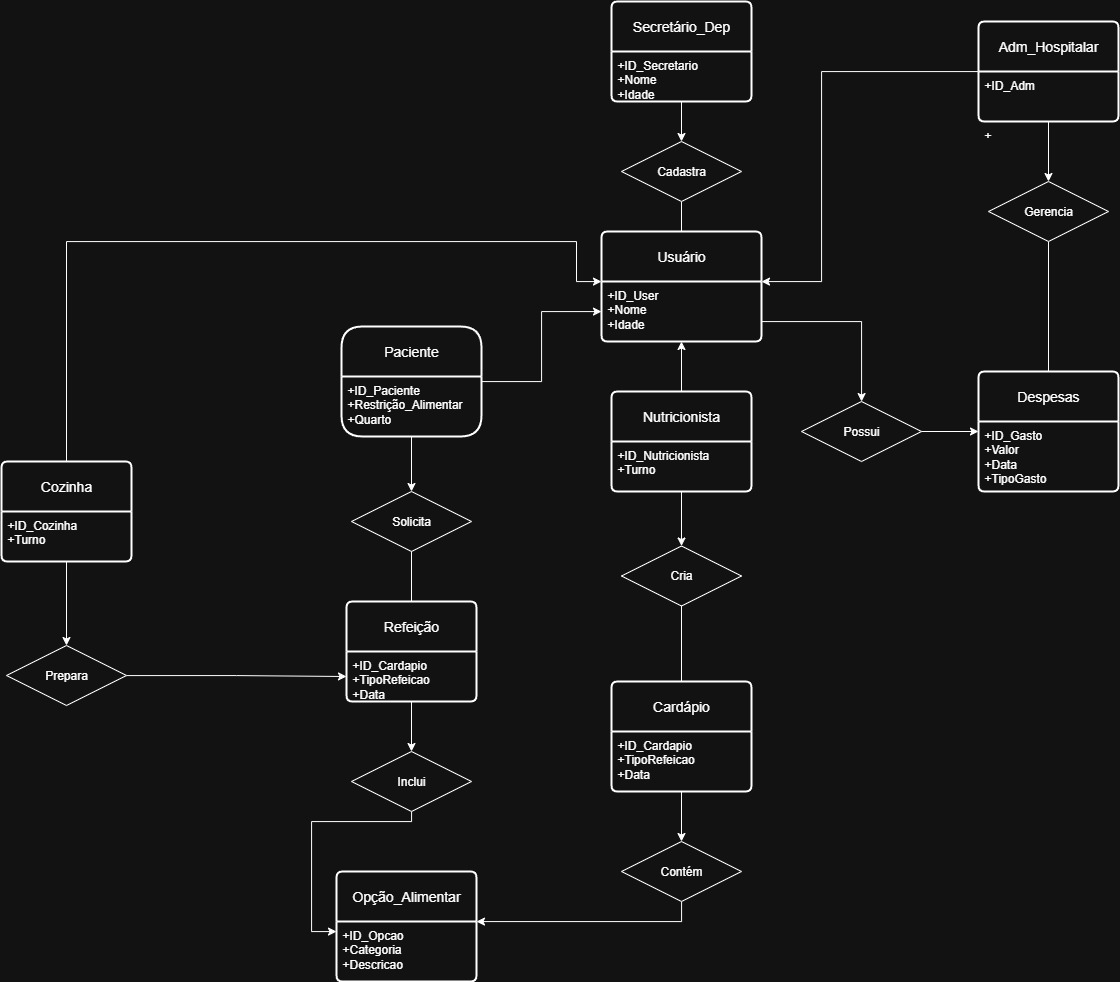 Secretário_Dep
+ID_Secretario
+Nome
+Idade
Adm_Hospitalar
+ID_Adm
+
Cadastra
Gerencia
Usuário
+ID_User
+Nome
+Idade
Paciente
+ID_Paciente
+Restrição_Alimentar
+Quarto
Nutricionista
+ID_Nutricionista
+Turno
Possui
Despesas
+ID_Gasto
+Valor
+Data
+TipoGasto
Cozinha
+ID_Cozinha
+Turno
Solicita
Cria
Prepara
Refeição
+ID_Cardapio
+TipoRefeicao
+Data
Cardápio
+ID_Cardapio
+TipoRefeicao
+Data
Inclui
Contém
Opção_Alimentar
+ID_Opcao
+Categoria
+Descricao